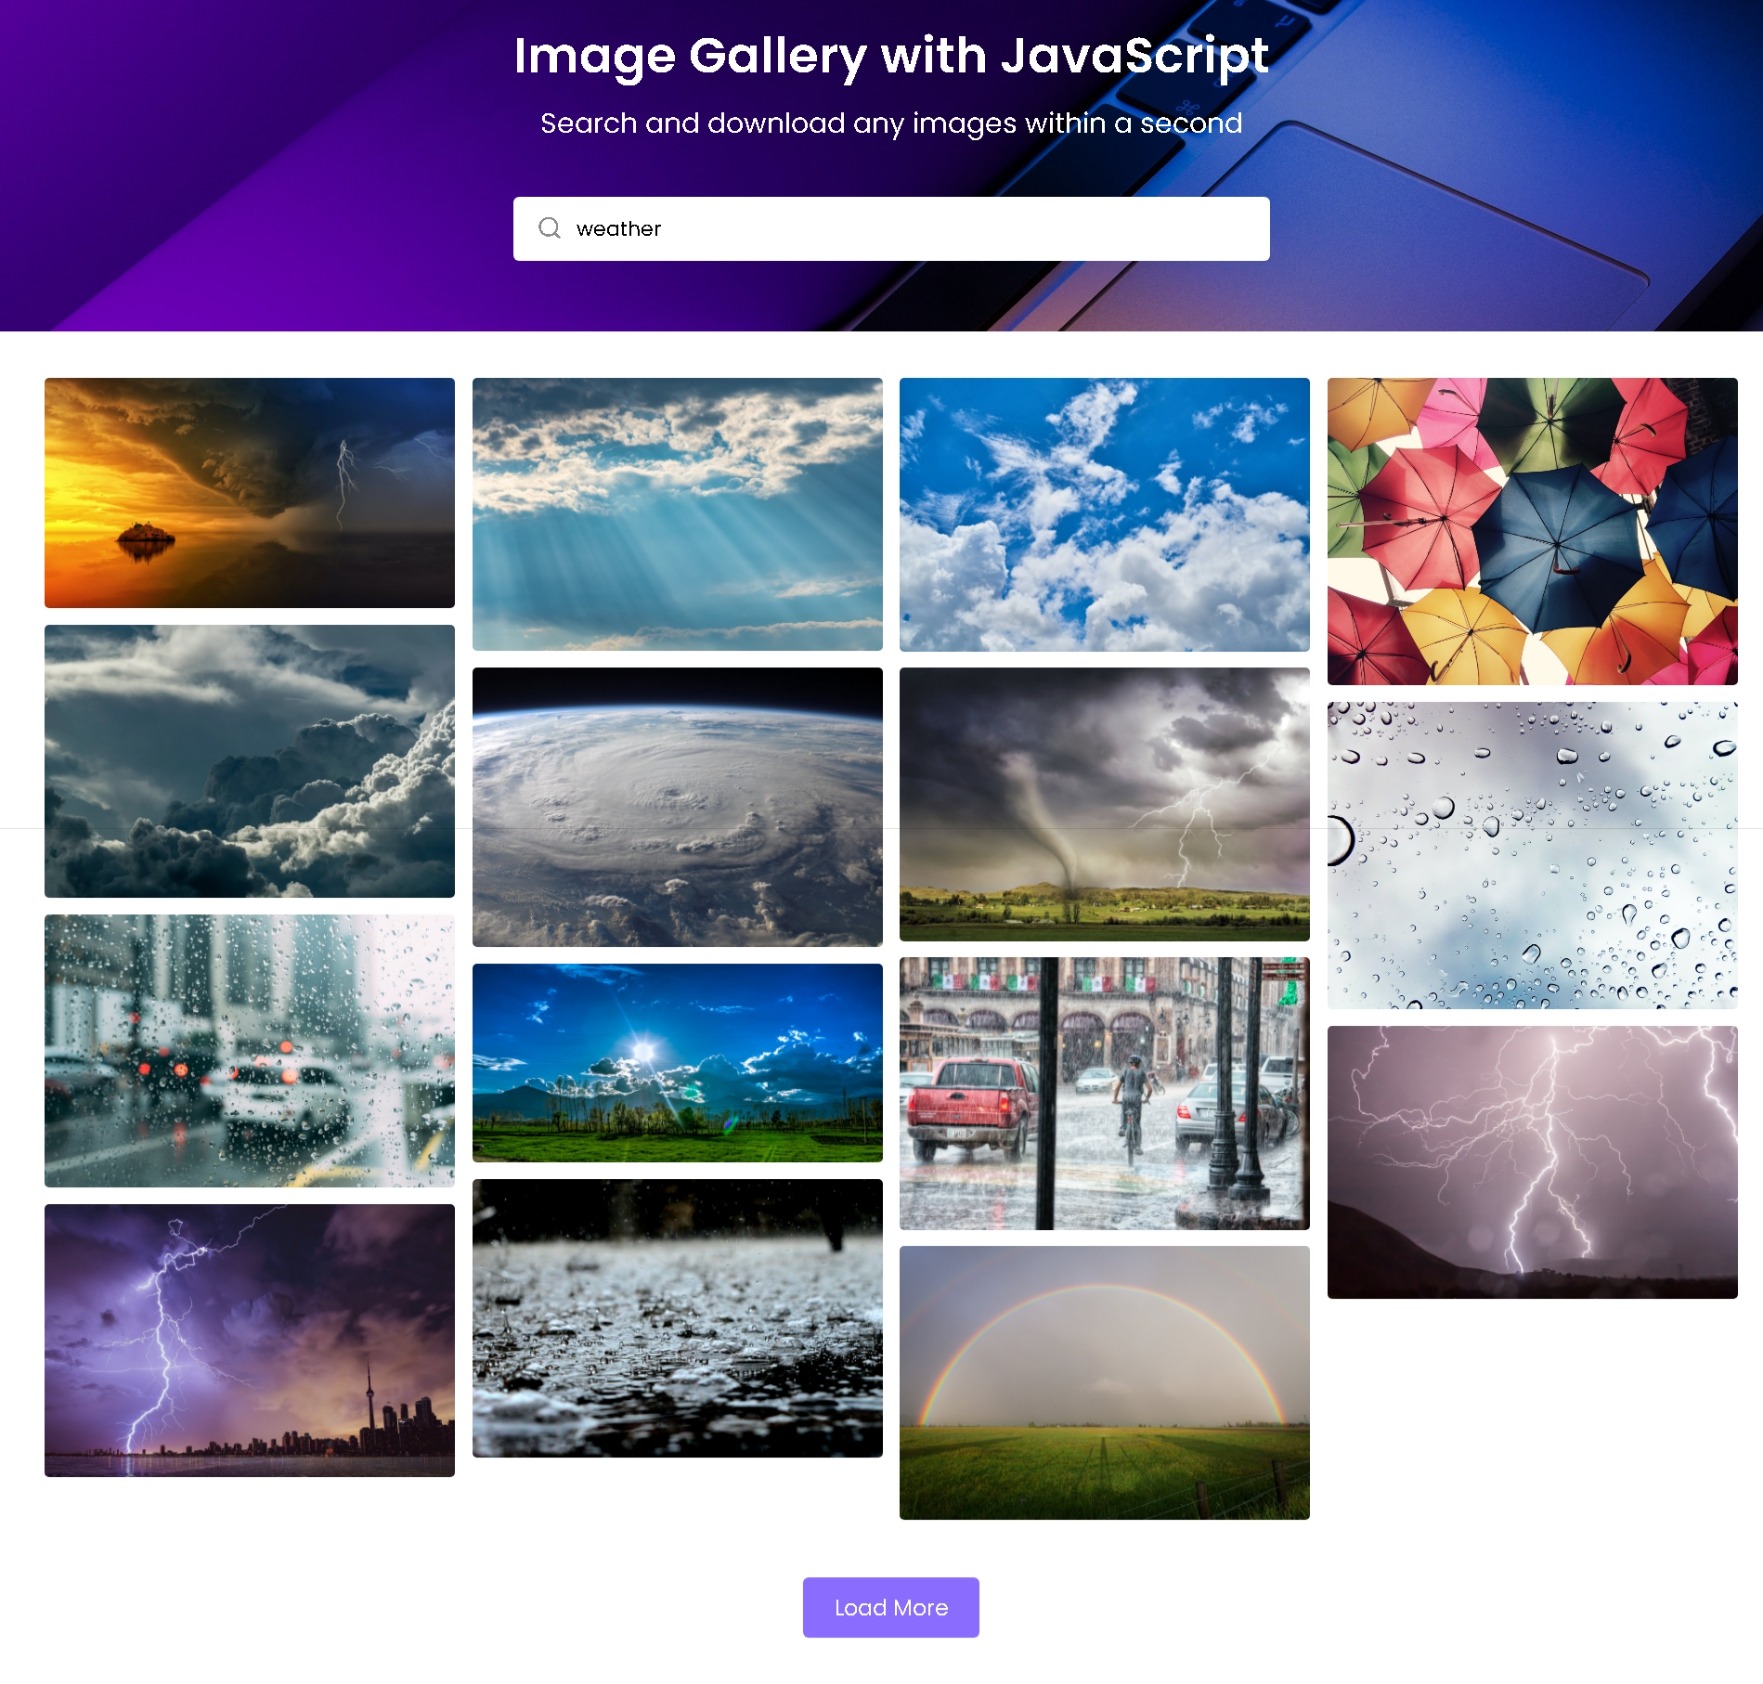 Image Gallery with JavaScript
Search and download any images within a second
weather
Load More